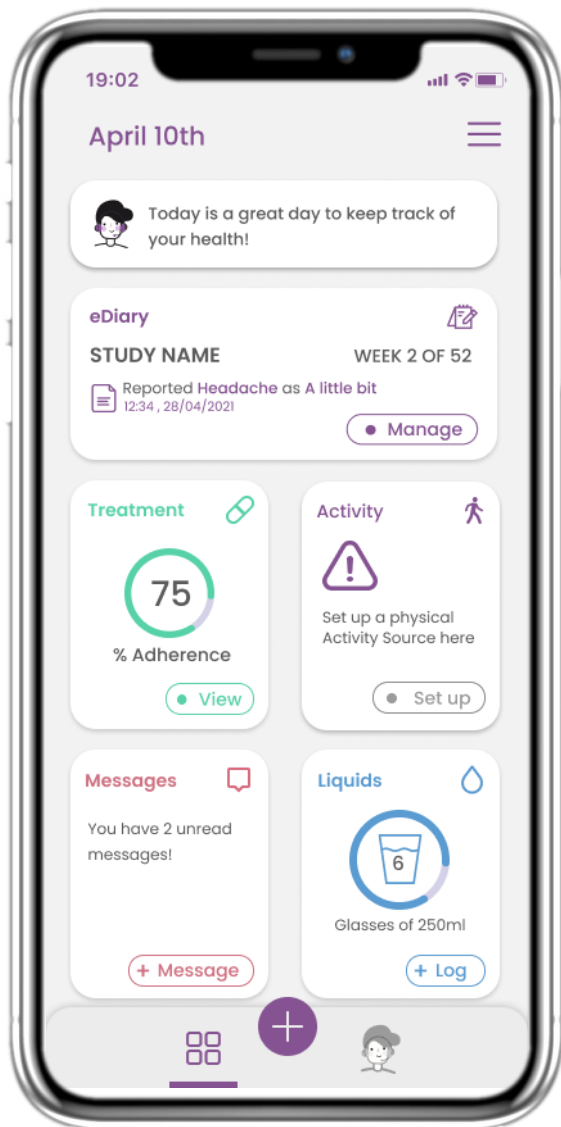 19:02
April 10th
Today is a great day to keep track of
your health!
eDiary
STUDY NAME
WEEK 2 OF 52
Reported Headache as A little bit
12:34 , 28/04/2021
Manage
Treatment
75
% Adherence
View
Activity
Set up a physical
Activity Source here
Set up
Messages
You have 2 unread
messages!
+ Message
Liquids
6
Glasses of 250ml
+ Log